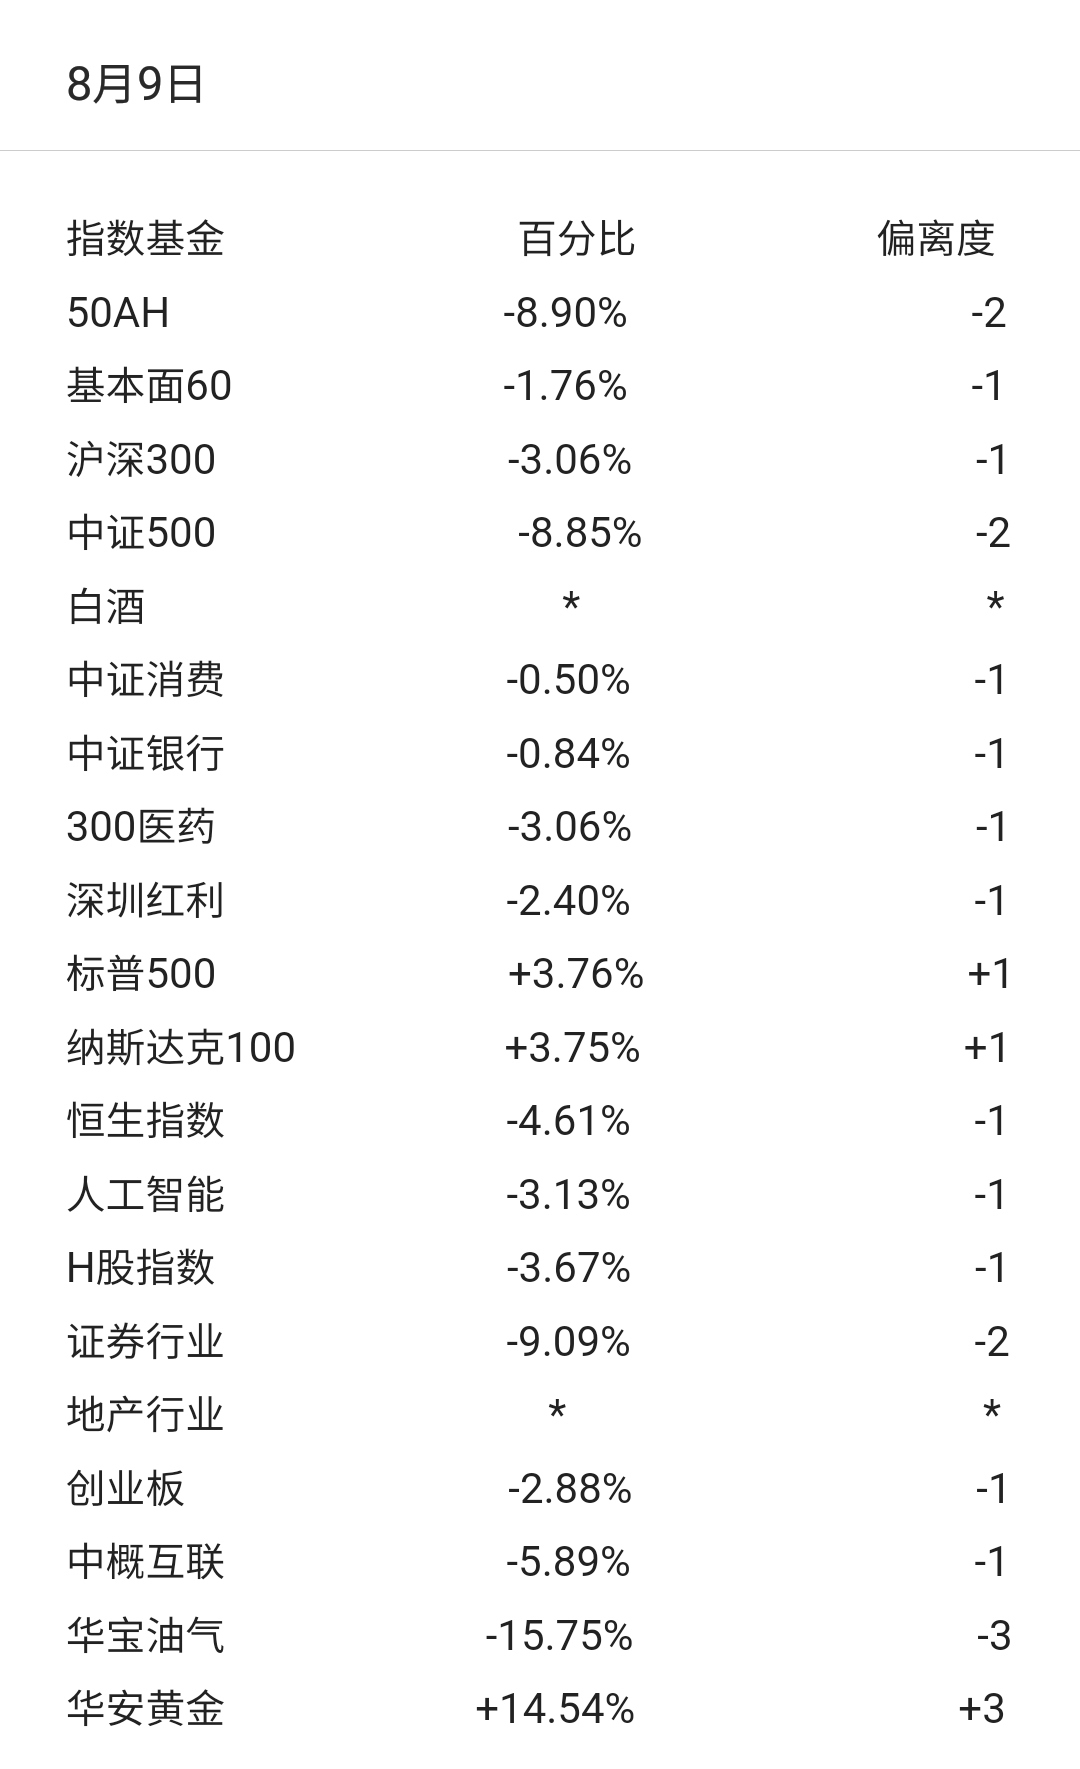 8月9日
指数基金 百分比 偏离度
50AH -8.90% -2
基本面60 -1.76% -1
沪深300 -3.06% -1
中证500 -8.85% -2
白酒 * *
中证消费 -0.50% -1
中证银行 -0.84% -1
300医药 -3.06% -1
深圳红利 -2.40% -1
标普500 +3.76% +1
纳斯达克100 +3.75% +1
恒生指数 -4.61% -1
人工智能 -3.13% -1
H股指数 -3.67% -1
证券行业 -9.09% -2
地产行业 * *
创业板 -2.88% -1
中概互联 -5.89% -1
华宝油气 -15.75% -3
华安黄金 +14.54% +3